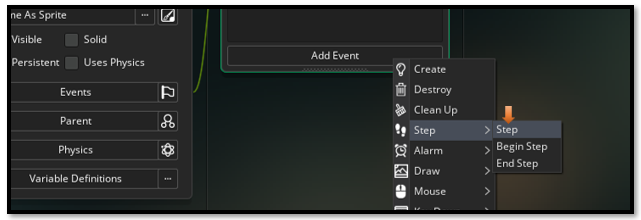 ne As Sprite
...
Visible
Solid
Persistent
Uses Physics
Events
Parent
Physics
Variable Definitions
...
Add Event
Create
Destroy
Clean Up
Step
Alarm
Draw
Mouse
Step
Begin Step
End Step